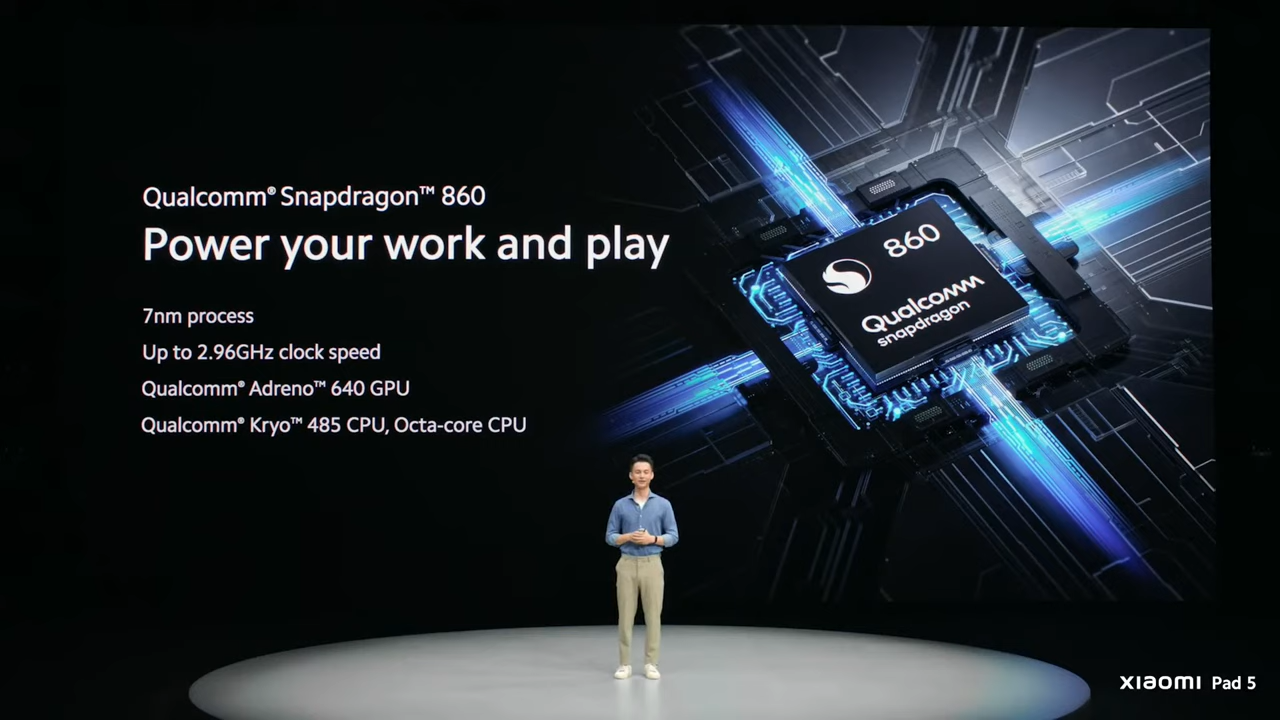 Qualcomm® Snapdragon™ 860
Power your work and play
7nm process
Up to 2.96GHz clock speed
Qualcomm® Adreno™ 640 GPU
Qualcomm® Kryo™ 485 CPU, Octa-core CPU
860
Qualcomm
snapdragon
xiaomi Pad 5